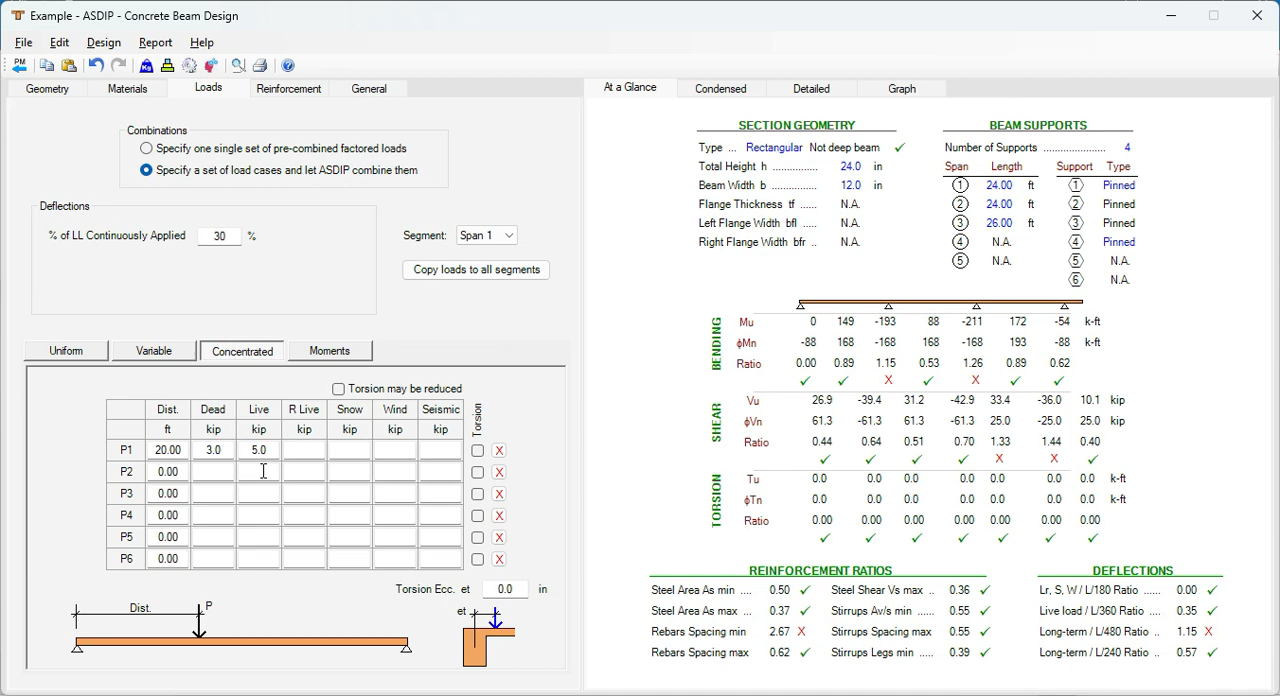 Example - ASDIP - Concrete Beam Design
File Edit Design Report Help
PM Kg
Geometry Materials Loads Reinforcement General
Combinations
Specify one single set of pre-combined factored loads
Specify a set of load cases and let ASDIP combine them
Deflections
% of LL Continuously Applied 30 %
Segment: Span 1
Copy loads to all segments
Uniform Variable Concentrated Moments
Torsion may be reduced
Dist. Dead Live R Live Snow Wind Seismic Torsion
ft kip kip kip kip kip kip
P1 20.00 3.0 5.0 X
P2 0.00 X
P3 0.00 X
P4 0.00 X
P5 0.00 X
P6 0.00 X
Torsion Ecc. et 0.0 in
Dist. P et
At a Glance Condensed Detailed Graph
SECTION GEOMETRY
Type ... Rectangular Not deep beam ✓
Total Height h ............... 24.0 in
Beam Width b ............... 12.0 in
Flange Thickness tf ...... N.A.
Left Flange Width bfl ..... N.A.
Right Flange Width bfr .. N.A.
BEAM SUPPORTS
Number of Supports ..................... 4
Span Length Support Type
1 24.00 ft 1 Pinned
2 24.00 ft 2 Pinned
3 26.00 ft 3 Pinned
4 N.A. 4 Pinned
5 N.A. 5 N.A.
6 N.A.
BENDING
Mu 0 149 -193 88 -211 172 -54 k-ft
ϕMn -88 168 -168 168 -168 193 -88 k-ft
Ratio 0.00 0.89 1.15 0.53 1.26 0.89 0.62
✓ ✓ X ✓ X ✓ ✓
SHEAR
Vu 26.9 -39.4 31.2 -42.9 33.4 -36.0 10.1 kip
ϕVn 61.3 -61.3 61.3 -61.3 25.0 -25.0 25.0 kip
Ratio 0.44 0.64 0.51 0.70 1.33 1.44 0.40
✓ ✓ ✓ ✓ X X ✓
TORSION
Tu 0.0 0.0 0.0 0.0 0.0 0.0 0.0 k-ft
ϕTn 0.0 0.0 0.0 0.0 0.0 0.0 0.0 k-ft
Ratio 0.00 0.00 0.00 0.00 0.00 0.00 0.00
✓ ✓ ✓ ✓ ✓ ✓ ✓
REINFORCEMENT RATIOS
Steel Area As min .... 0.50 ✓ Steel Shear Vs max .. 0.36 ✓
Steel Area As max ... 0.37 ✓ Stirrups Av/s min ..... 0.55 ✓
Rebars Spacing min 2.67 X Stirrups Spacing max 0.55 ✓
Rebars Spacing max 0.62 ✓ Stirrups Legs min ..... 0.39 ✓
DEFLECTIONS
Lr, S, W / L/180 Ratio ..... 0.00 ✓
Live load / L/360 Ratio .... 0.35 ✓
Long-term / L/480 Ratio .. 1.15 X
Long-term / L/240 Ratio .. 0.57 ✓